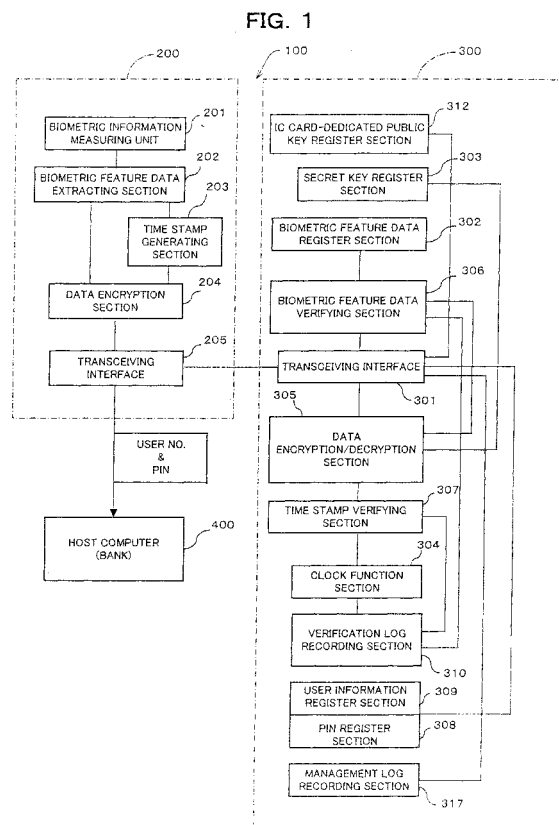 FIG. 1
200
100
300
201
BIOMETRIC INFORMATION
MEASURING UNIT
202
BIOMETRIC FEATURE DATA
EXTRACTING SECTION
203
TIME STAMP
GENERATING
SECTION
DATA ENCRYPTION
SECTION
204
205
TRANSCEIVING
INTERFACE
USER NO.
&
PIN
400
HOST COMPUTER
(BANK)
312
IC CARD-DEDICATED PUBLIC
KEY REGISTER SECTION
303
SECRET KEY REGISTER
SECTION
BIOMETRIC FEATURE DATA
REGISTER SECTION
302
306
BIOMETRIC FEATURE DATA
VERIFYING SECTION
TRANSCEIVING INTERFACE
301
305
DATA
ENCRYPTION/DECRYPTION
SECTION
307
TIME STAMP VERIFYING
SECTION
304
CLOCK FUNCTION
SECTION
VERIFICATION LOG
RECORDING SECTION
310
USER INFORMATION
REGISTER SECTION
309
PIN REGISTER
SECTION
308
MANAGEMENT LOG
RECORDING SECTION
317